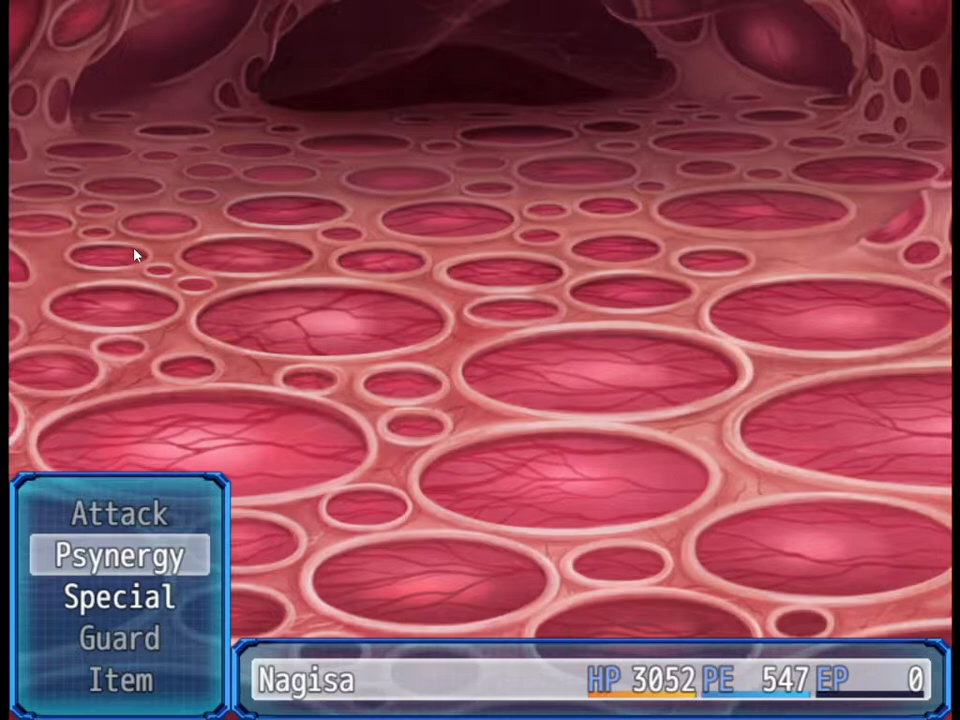 Attack
Psynergy
Special
Guard
Item
Nagisa HP 3052 PE 547 EP 0